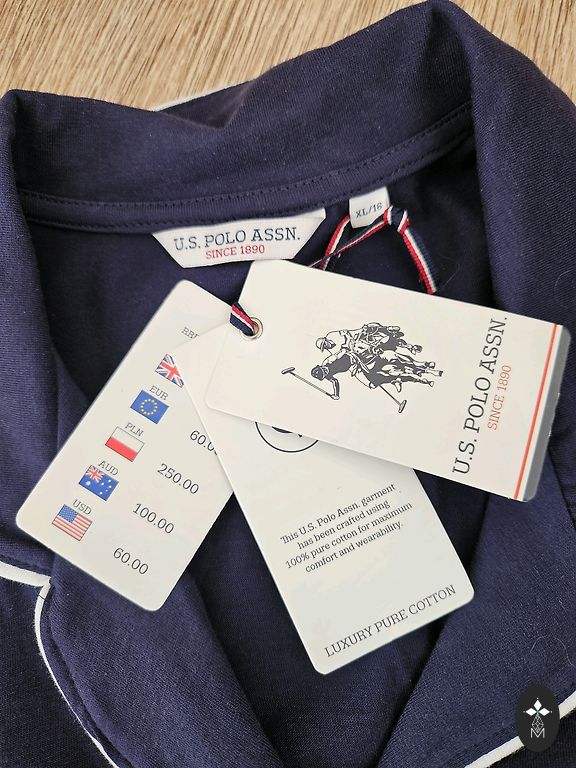 U.S. POLO ASSN.
SINCE 1890
XL/16
U.S. POLO ASSN.
SINCE 1890
EUR
60.0
PLN
250.00
AUD
100.00
USD
60.00
This U.S. Polo Assn. garment
has been crafted using
100% pure cotton for maximum
comfort and wearability.
LUXURY PURE COTTON